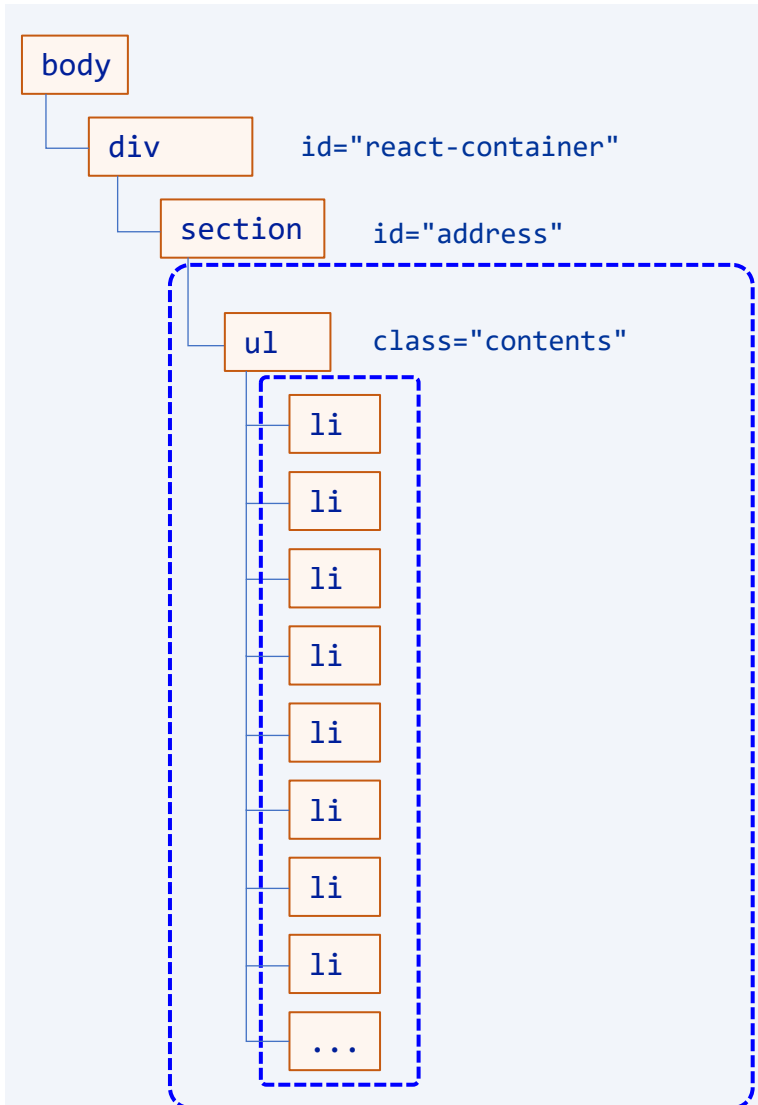 body
div id="react-container"
section id="address"
ul class="contents"
li
li
li
li
li
li
li
li
...